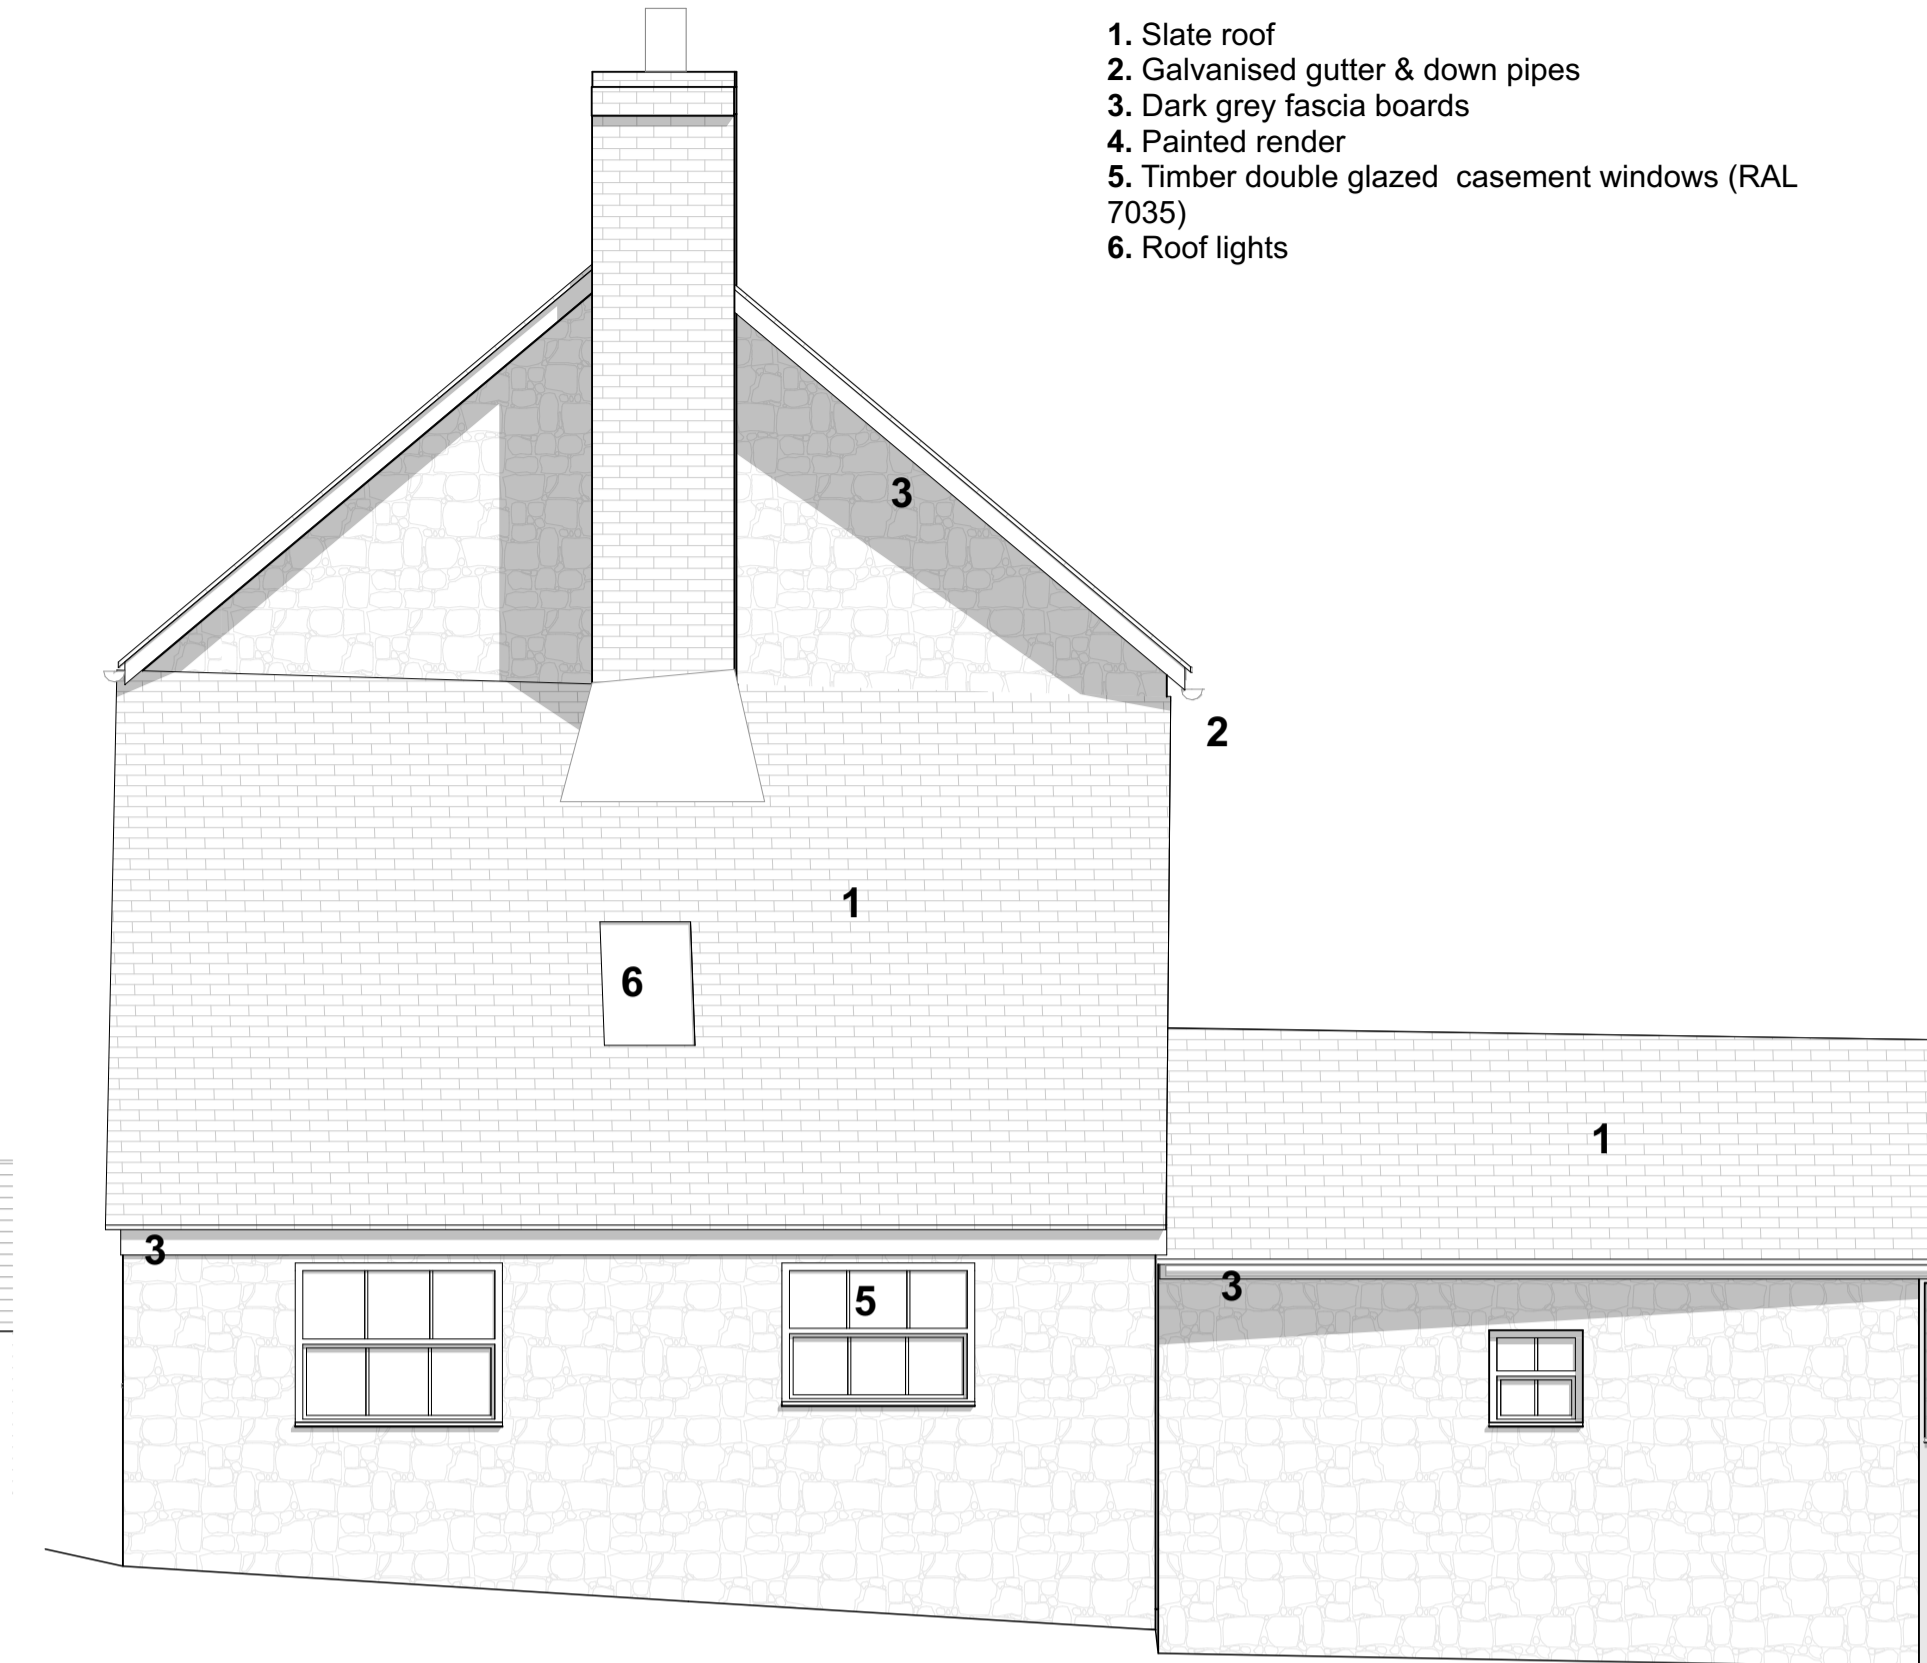 1. Slate roof
2. Galvanised gutter & down pipes
3. Dark grey fascia boards
4. Painted render
5. Timber double glazed  casement windows (RAL
7035)
6. Roof lights
3
2
1
6
1
3
5
3